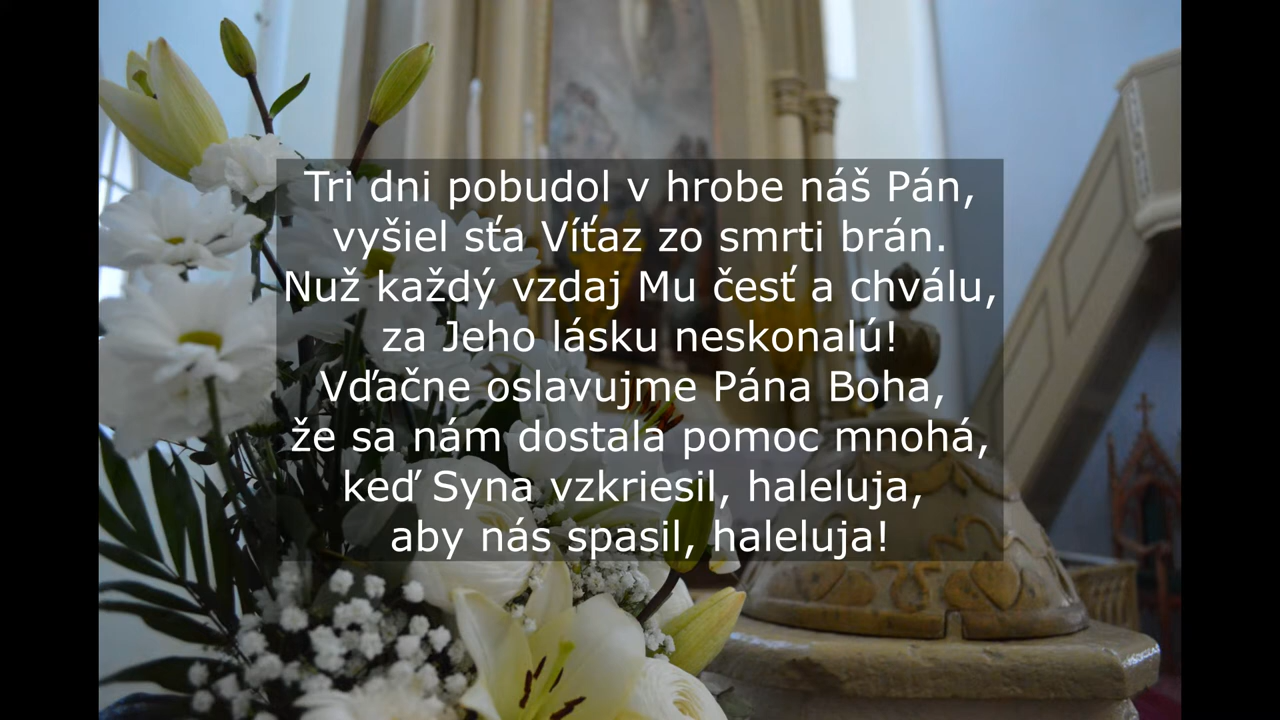 Tri dni pobudol v hrobe náš Pán,
vyšiel sťa Víťaz zo smrti brán.
Nuž každý vzdaj Mu česť a chválu,
za Jeho lásku neskonalú!
Vďačne oslavujme Pána Boha,
že sa nám dostala pomoc mnohá,
keď Syna vzkriesil, haleluja,
aby nás spasil, haleluja!